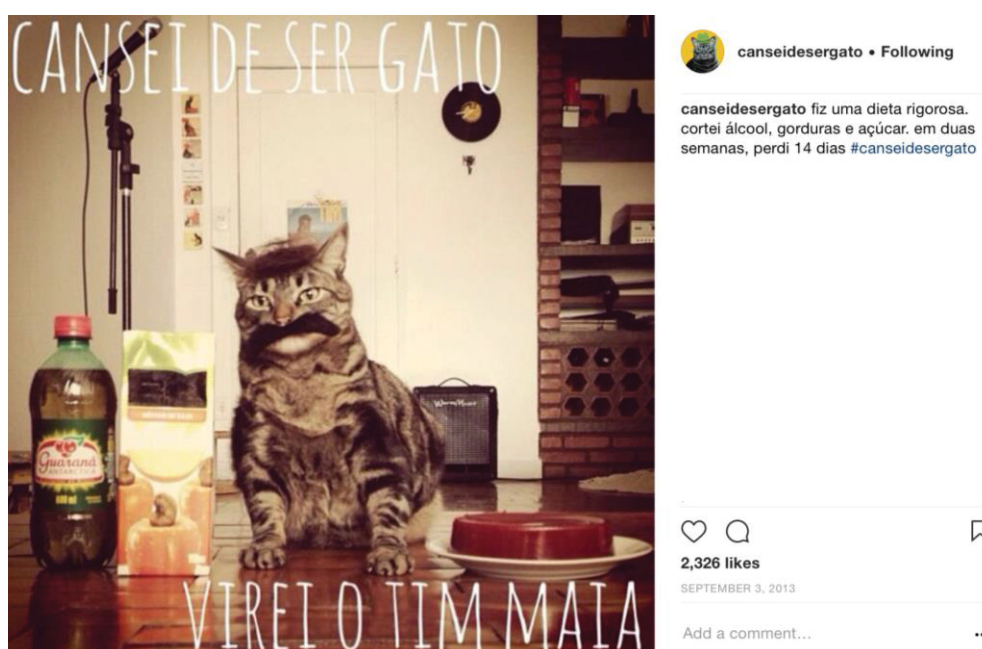 CANSEI DE SER GATO
Guaraná
ANTARCTICA
VIREI O TIM MAIA
canseidesergato • Following
canseidesergato fiz uma dieta rigorosa.
cortei álcool, gorduras e açúcar. em duas
semanas, perdi 14 dias #canseidesergato
2,326 likes
SEPTEMBER 3, 2013
Add a comment...